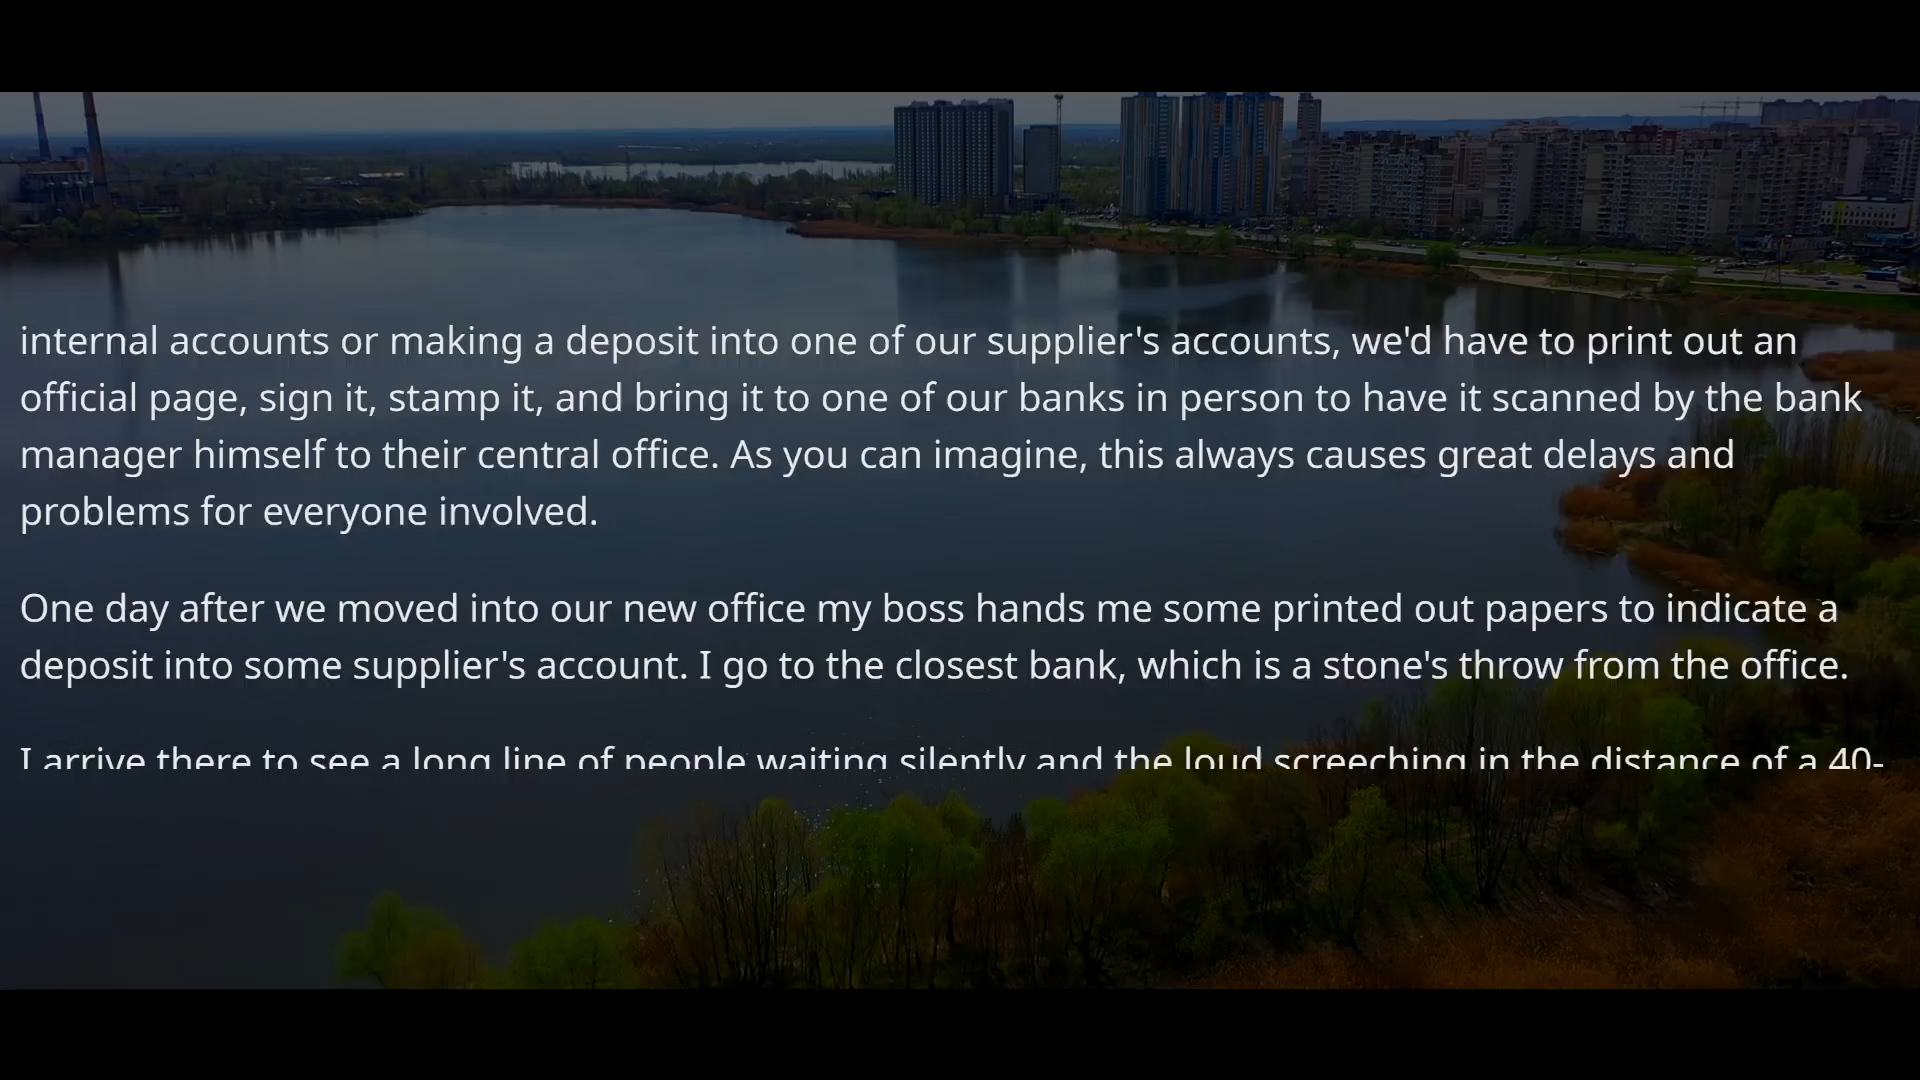 internal accounts or making a deposit into one of our supplier's accounts, we'd have to print out an
official page, sign it, stamp it, and bring it to one of our banks in person to have it scanned by the bank
manager himself to their central office. As you can imagine, this always causes great delays and
problems for everyone involved.
One day after we moved into our new office my boss hands me some printed out papers to indicate a
deposit into some supplier's account. I go to the closest bank, which is a stone's throw from the office.
I arrive there to see a long line of people waiting silently and the loud screeching in the distance of a 40-